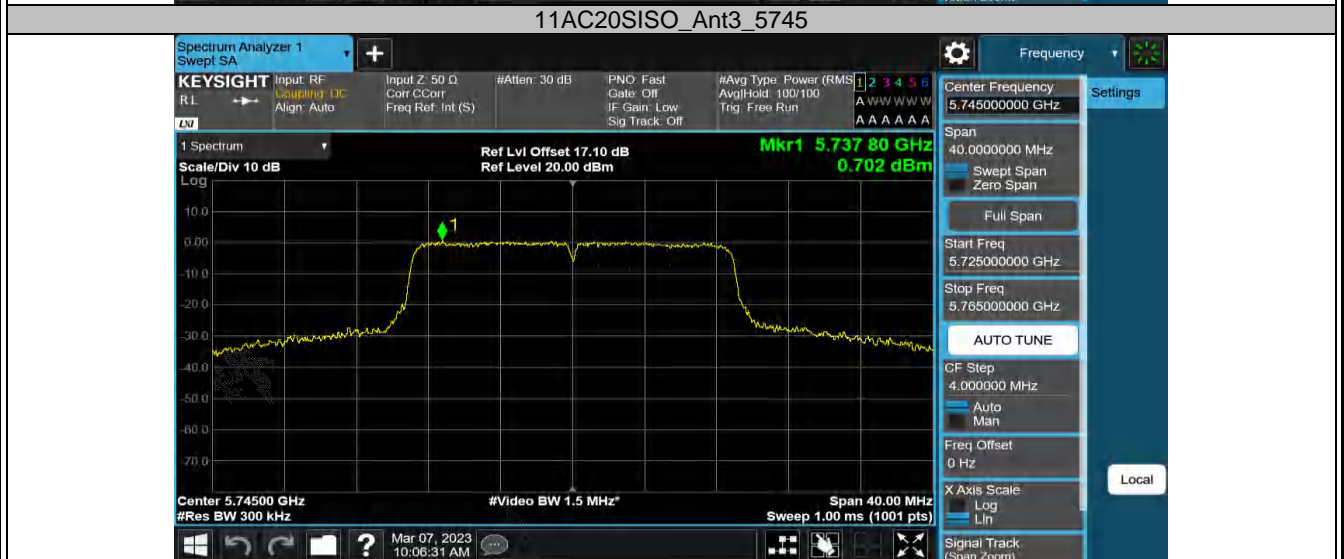 11AC20SISO_Ant3_5745
Spectrum Analyzer 1
Swept SA
+
Frequency
KEYSIGHT
RL
LXI
Input: RF
Coupling: DC
Align: Auto
Input Z: 50 Ω
Corr CCorr
Freq Ref: Int (S)
#Atten: 30 dB
PNO: Fast
Gate: Off
IF Gain: Low
Sig Track: Off
#Avg Type: Power (RMS
Avg|Hold: 100/100
Trig: Free Run
1 2 3 4 5 6
A W W W W W
A A A A A A
1 Spectrum
Scale/Div 10 dB
Log
Ref Lvl Offset 17.10 dB
Ref Level 20.00 dBm
Mkr1 5.737 80 GHz
0.702 dBm
10.0
0.00
-10.0
-20.0
-30.0
-40.0
-50.0
-60.0
-70.0
1
Center 5.74500 GHz
#Res BW 300 kHz
#Video BW 1.5 MHz*
Span 40.00 MHz
Sweep 1.00 ms (1001 pts)
Center Frequency
5.745000000 GHz
Settings
Span
40.0000000 MHz
Swept Span
Zero Span
Full Span
Start Freq
5.725000000 GHz
Stop Freq
5.765000000 GHz
AUTO TUNE
CF Step
4.000000 MHz
Auto
Man
Freq Offset
0 Hz
X Axis Scale
Log
Lin
Local
Signal Track
(Span Zoom)
?
Mar 07, 2023
10:06:31 AM